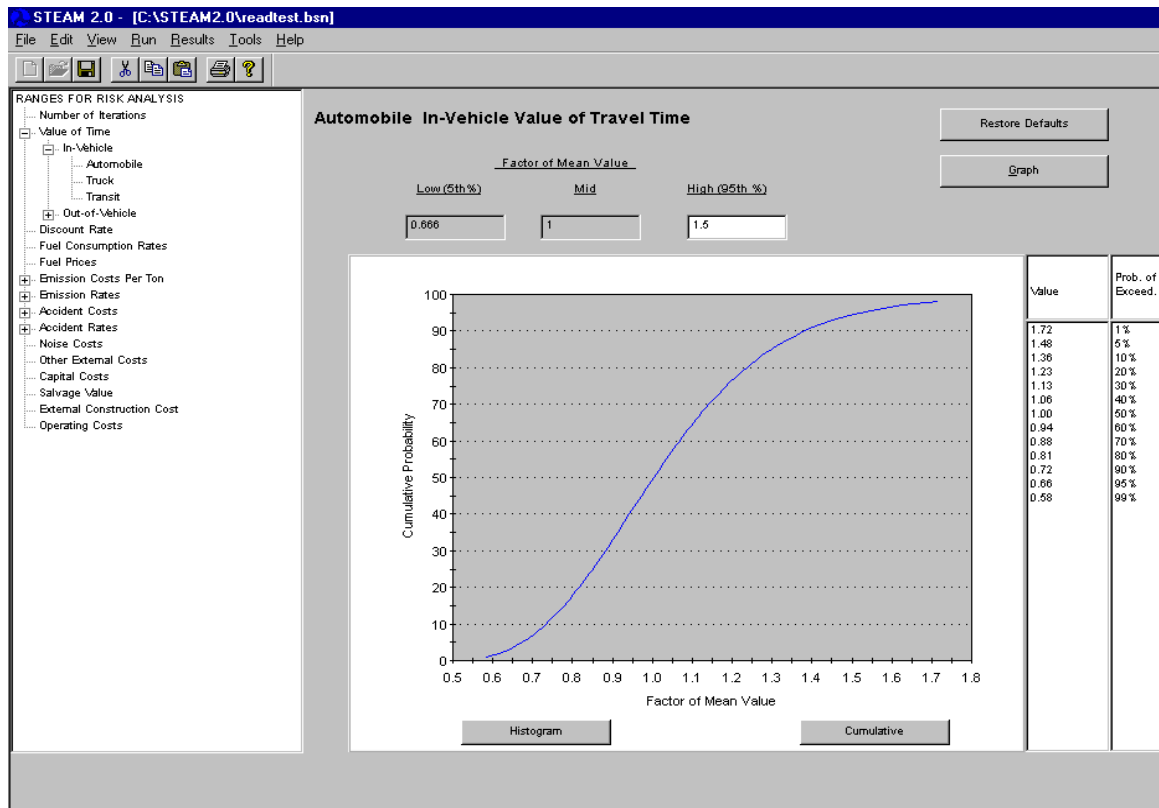 STEAM 2.0 - [C:\STEAM2.0\readtest.bsn]
File Edit View Run Results Tools Help
RANGES FOR RISK ANALYSIS
Number of Iterations
Value of Time
In-Vehicle
Automobile
Truck
Transit
Out-of-Vehicle
Discount Rate
Fuel Consumption Rates
Fuel Prices
Emission Costs Per Ton
Emission Rates
Accident Costs
Accident Rates
Noise Costs
Other External Costs
Capital Costs
Salvage Value
External Construction Cost
Operating Costs
Automobile In-Vehicle Value of Travel Time
Restore Defaults
Graph
Factor of Mean Value
Low (5th%) Mid High (95th %)
0.666 1 1.5
Cumulative Probability
100
90
80
70
60
50
40
30
20
10
0
0.5 0.6 0.7 0.8 0.9 1.0 1.1 1.2 1.3 1.4 1.5 1.6 1.7 1.8
Factor of Mean Value
Histogram Cumulative
Value Prob. of
Exceed.
1.72 1%
1.48 5%
1.36 10%
1.23 20%
1.13 30%
1.06 40%
1.00 50%
0.94 60%
0.88 70%
0.81 80%
0.72 90%
0.66 95%
0.58 99%